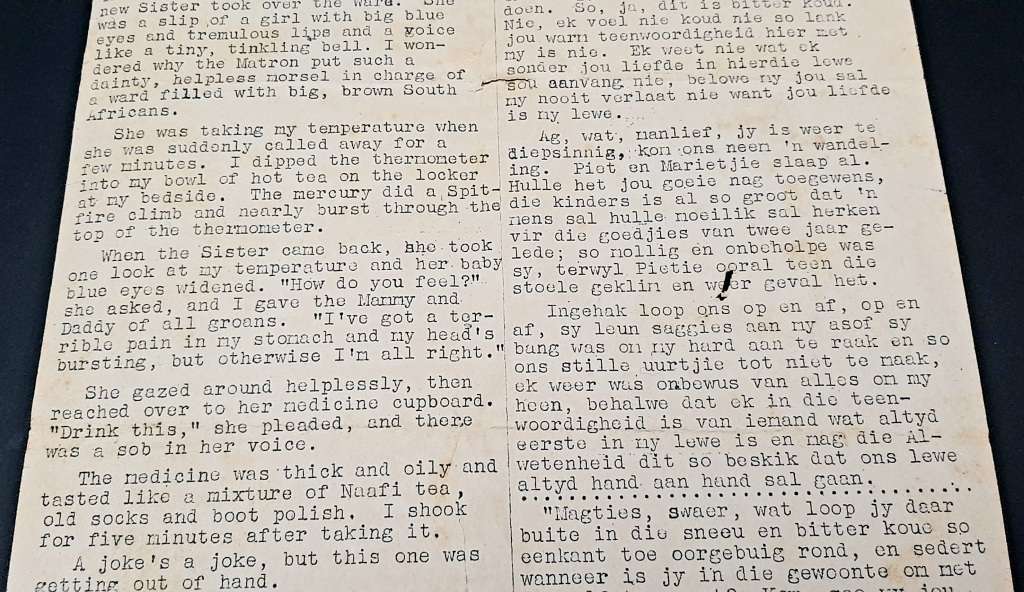 new Sister took over the ward. She
was a slip of a girl with big blue
eyes and tremulous lips and a voice
like a tiny, tinkling bell. I won-
dered why the Matron put such a
dainty, helpless morsel in charge of
a ward filled with big, brown South
Africans.
She was taking my temperature when
she was suddenly called away for a
few minutes. I dipped the thermometer
into my bowl of hot tea on the locker
at my bedside. The mercury did a Spit-
fire climb and nearly burst through the
top of the thermometer.
When the Sister came back, she took
one look at my temperature and her baby
blue eyes widened. "How do you feel?"
she asked, and I gave the Mammy and
Daddy of all groans. "I've got a ter-
rible pain in my stomach and my head's
bursting, but otherwise I'm all right."
She gazed around helplessly, then
reached over to her medicine cupboard.
"Drink this," she pleaded, and there
was a sob in her voice.
The medicine was thick and oily and
tasted like a mixture of Naafi tea,
old socks and boot polish. I shook
for five minutes after taking it.
A joke's a joke, but this one was
getting out of hand.
doen. So, ja, dit is bitter koud.
Nie, ek voel nie koud nie so lank
jou warm teenwoordigheid hier met
my is nie. Ek weet nie wat ek
sonder jou liefde in hierdie lewe
sou aanvang nie, belowe my jou sal
my nooit verlaat nie want jou liefde
is my lewe.
Ag, wat, manlief, jy is weer te
diepsinnig, kom ons neem 'n wandel-
ing. Piet en Marietjie slaap al.
Hulle het jou goeie nag toegewens,
die kinders is al so groot dat 'n
mens sal hulle moeilik sal herken
vir die goedjies van twee jaar ge-
lede; so mollig en onbeholpe was
sy, terwyl Pietie ooral teen die
stoele geklim en weer geval het.
Ingehak loop ons op en af, op en
af, sy leun saggies aan my asof sy
bang was om my hard aan te raak en so
ons stille uurtjie tot niet te maak,
ek weer was onbewus van alles om my
heen, behalwe dat ek in die teen-
woordigheid is van iemand wat altyd
eerste in my lewe is en mag die Al-
wetenheid dit so beskik dat ons lewe
altyd hand aan hand sal gaan.
"Magties, swaer, wat loop jy daar
buite in die sneeu en bitter koue so
eenkant toe oorgebuig rond, en sedert
wanneer is jy in die gewoonte om met